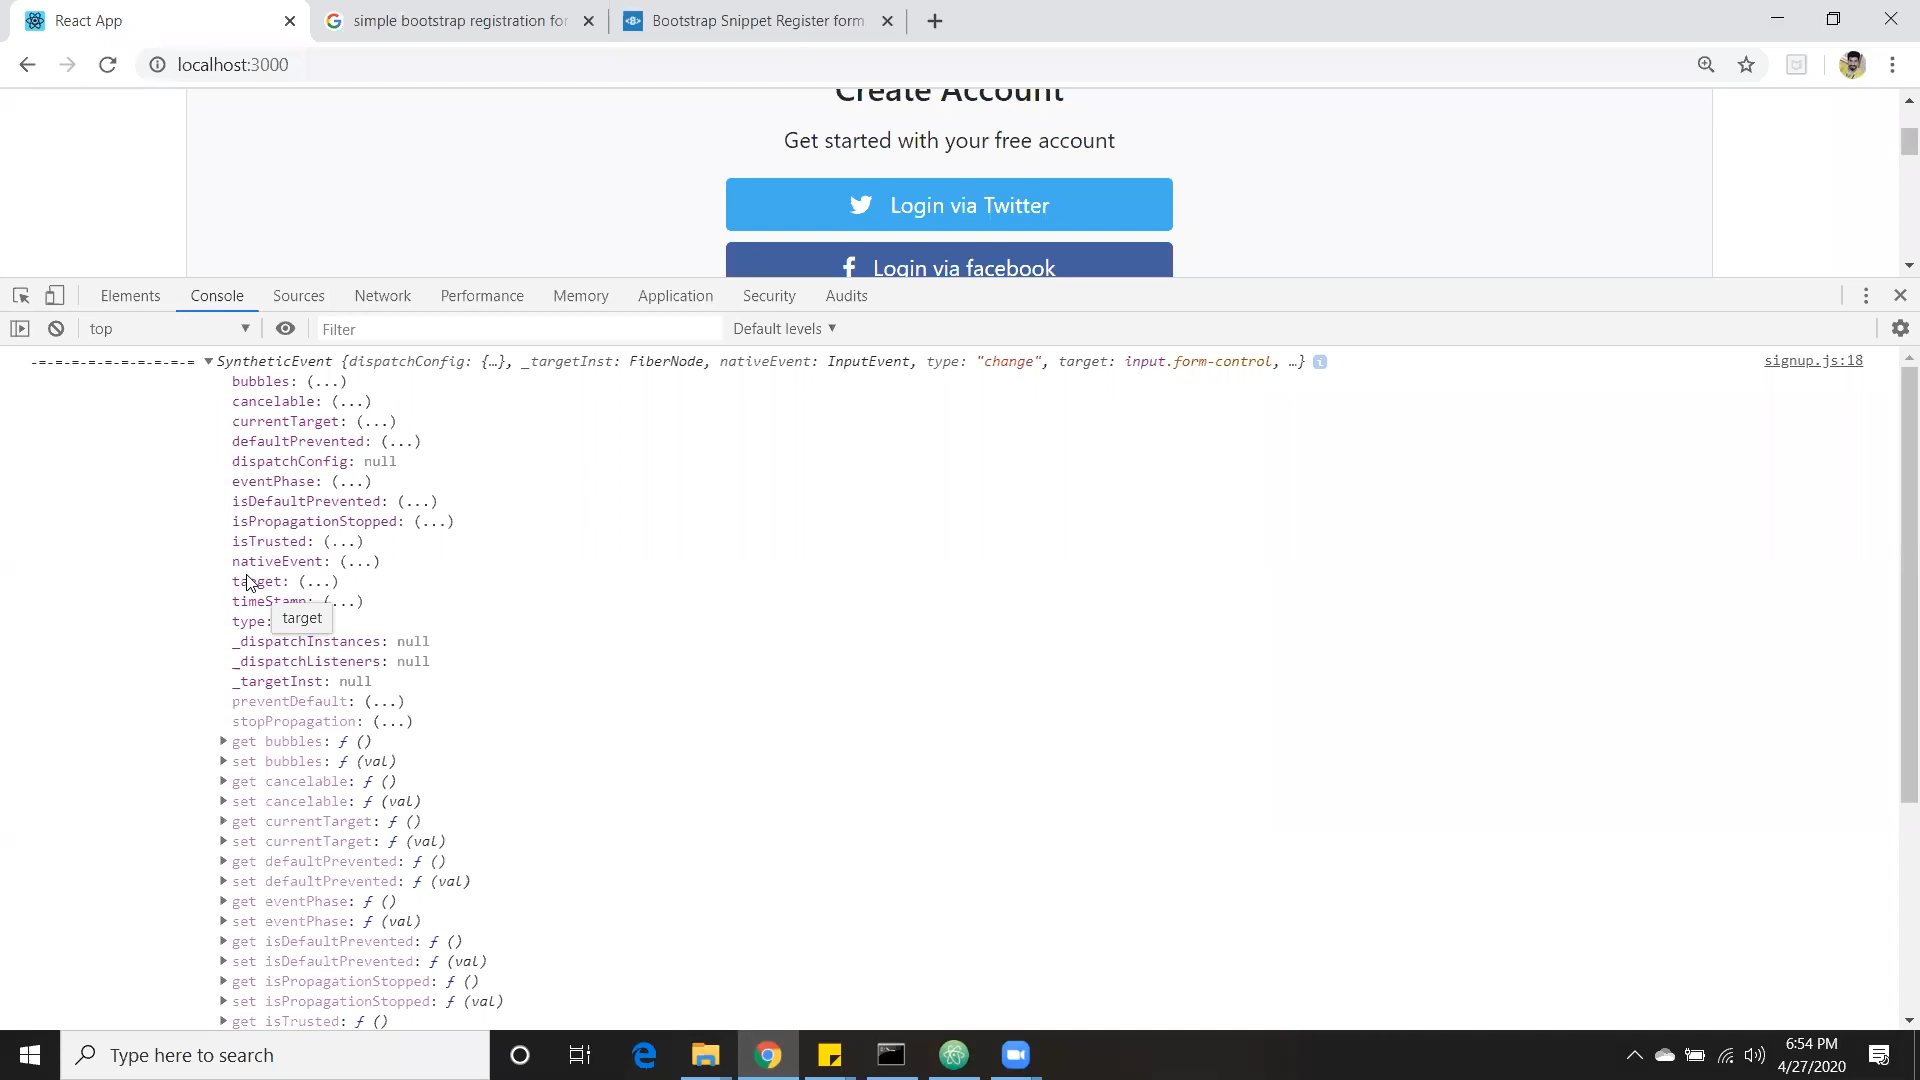 React App
simple bootstrap registration for
Bootstrap Snippet Register form
localhost:3000
Create Account
Get started with your free account
Login via Twitter
Login via facebook
Elements
Console
Sources
Network
Performance
Memory
Application
Security
Audits
top
Filter
Default levels ▼
-=-=-=-=-=-=-=-=-=-= ▼SyntheticEvent {dispatchConfig: {…}, _targetInst: FiberNode, nativeEvent: InputEvent, type: "change", target: input.form-control, …}
signup.js:18
bubbles: (...)
cancelable: (...)
currentTarget: (...)
defaultPrevented: (...)
dispatchConfig: null
eventPhase: (...)
isDefaultPrevented: (...)
isPropagationStopped: (...)
isTrusted: (...)
nativeEvent: (...)
target: (...)
timeStamp: (...)
type:
target
_dispatchInstances: null
_dispatchListeners: null
_targetInst: null
preventDefault: (...)
stopPropagation: (...)
get bubbles: ƒ ()
set bubbles: ƒ (val)
get cancelable: ƒ ()
set cancelable: ƒ (val)
get currentTarget: ƒ ()
set currentTarget: ƒ (val)
get defaultPrevented: ƒ ()
set defaultPrevented: ƒ (val)
get eventPhase: ƒ ()
set eventPhase: ƒ (val)
get isDefaultPrevented: ƒ ()
set isDefaultPrevented: ƒ (val)
get isPropagationStopped: ƒ ()
set isPropagationStopped: ƒ (val)
get isTrusted: ƒ ()
Type here to search
6:54 PM
4/27/2020